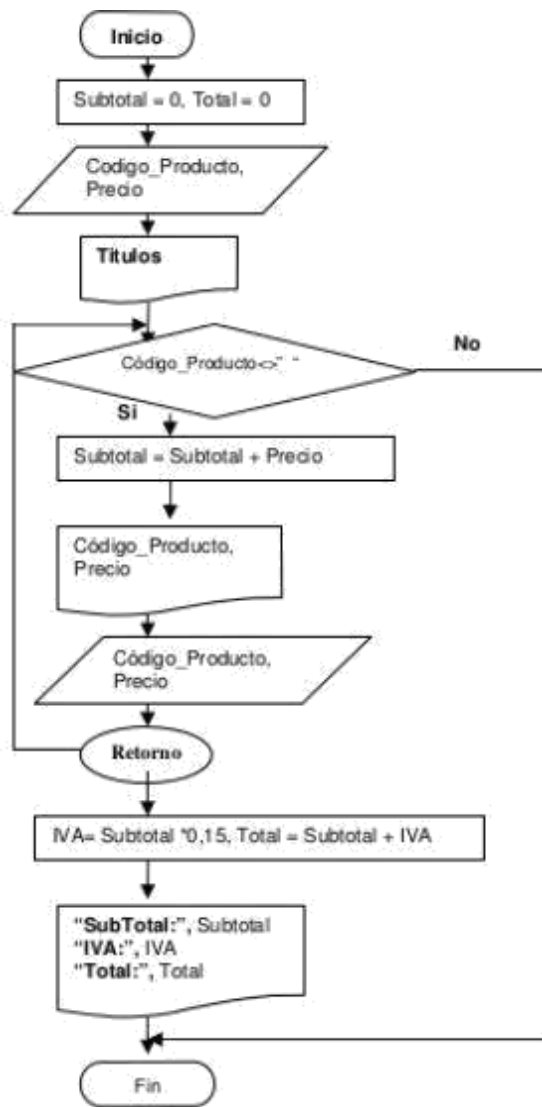 Inicio
Subtotal = 0, Total = 0
Codigo_Producto,
Precio
Titulos
Código_Producto<>" "
No
Si
Subtotal = Subtotal + Precio
Código_Producto,
Precio
Código_Producto,
Precio
Retorno
IVA= Subtotal *0,15, Total = Subtotal + IVA
“SubTotal:”, Subtotal
“IVA:”, IVA
“Total:”, Total
Fin